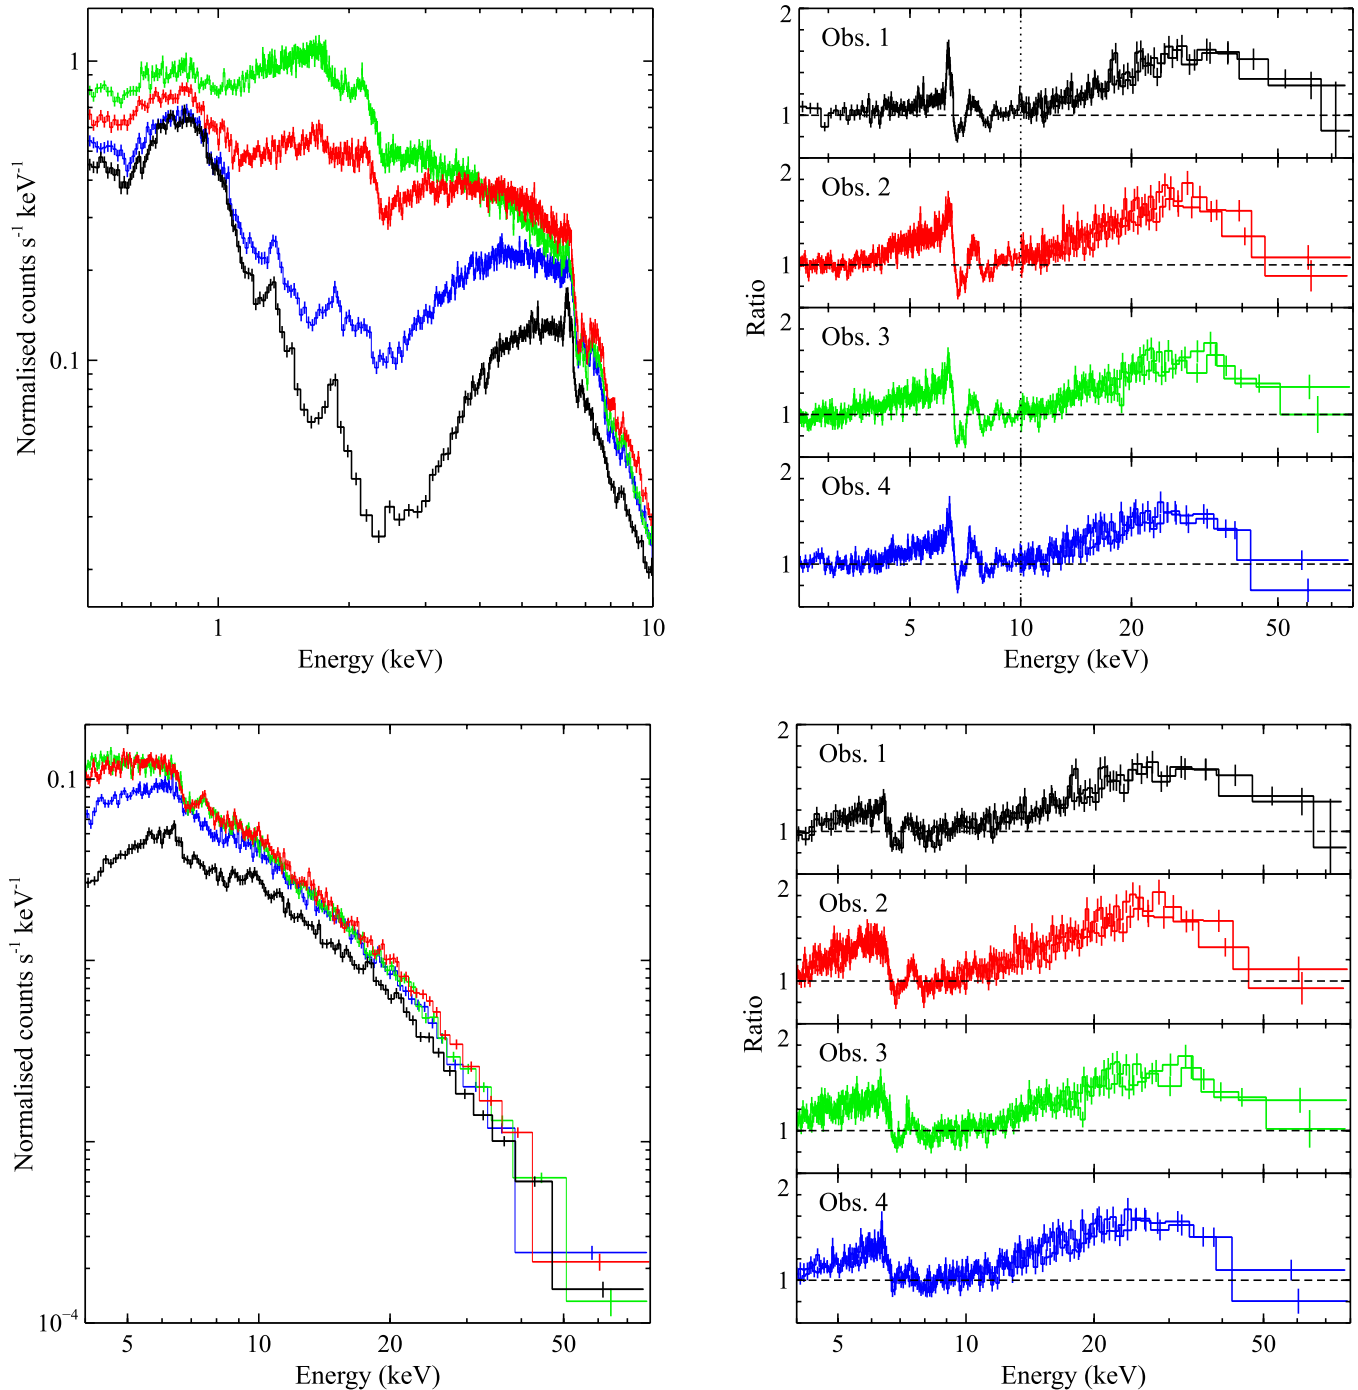 1
0.1
Normalised counts s⁻¹ keV⁻¹
1
10
Energy (keV)
2
Obs. 1
1
2
Obs. 2
1
2
Obs. 3
1
2
Obs. 4
1
Ratio
5
10
20
50
Energy (keV)
0.1
10⁻⁴
Normalised counts s⁻¹ keV⁻¹
5
10
20
50
Energy (keV)
2
Obs. 1
1
2
Obs. 2
1
2
Obs. 3
1
2
Obs. 4
1
Ratio
5
10
20
50
Energy (keV)